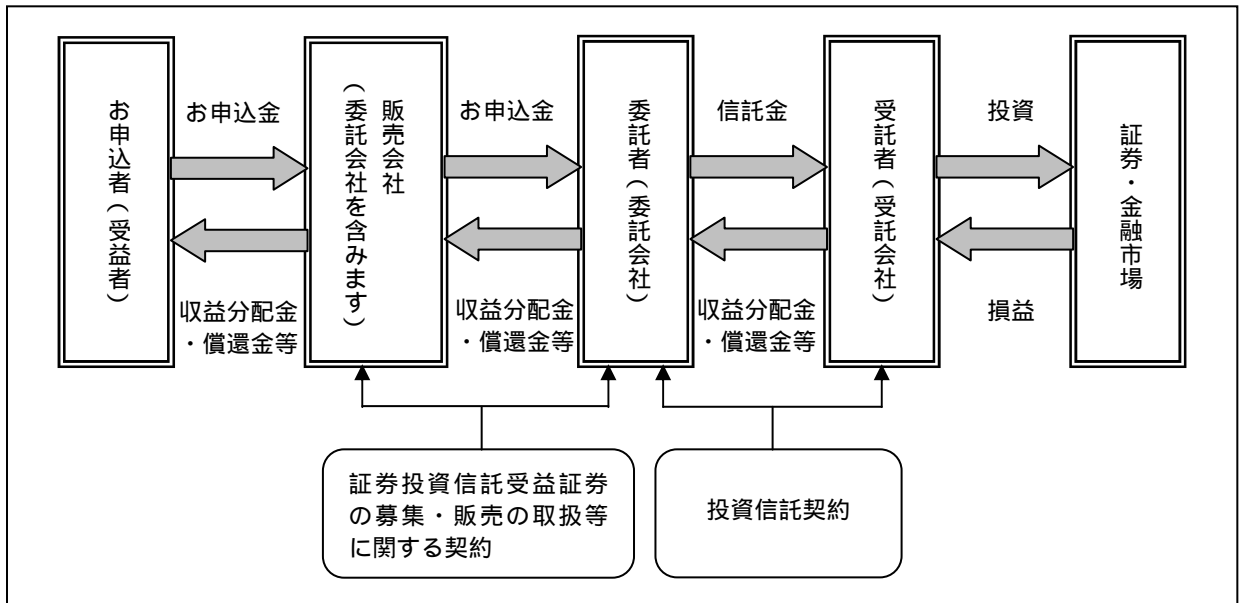 お申込者(受益者)
お申込金
収益分配金
・償還金等
販売会社
(委託会社を含みます)
お申込金
収益分配金
・償還金等
委託者(委託会社)
信託金
収益分配金
・償還金等
受託者(受託会社)
投資
損益
証券・金融市場
証券投資信託受益証券
の募集・販売の取扱等
に関する契約
投資信託契約